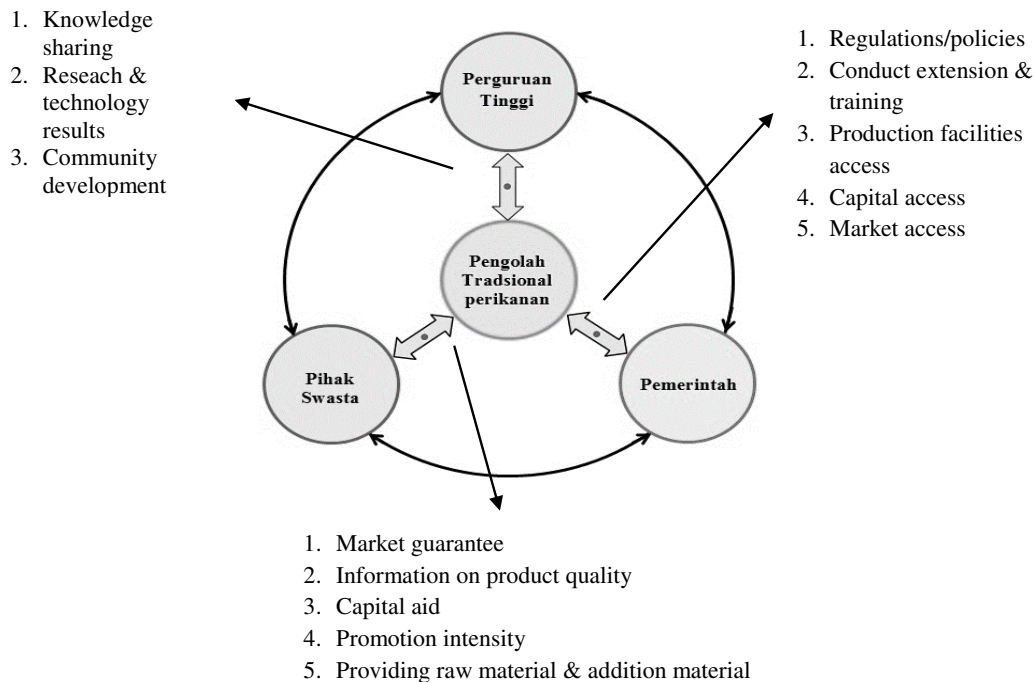 1. Knowledge
sharing
2. Reseach &
technology
results
3. Community
development
1. Regulations/policies
2. Conduct extension &
training
3. Production facilities
access
4. Capital access
5. Market access
Perguruan
Tinggi
Pengolah
Tradsional
perikanan
Pihak
Swasta
Pemerintah
1. Market guarantee
2. Information on product quality
3. Capital aid
4. Promotion intensity
5. Providing raw material & addition material